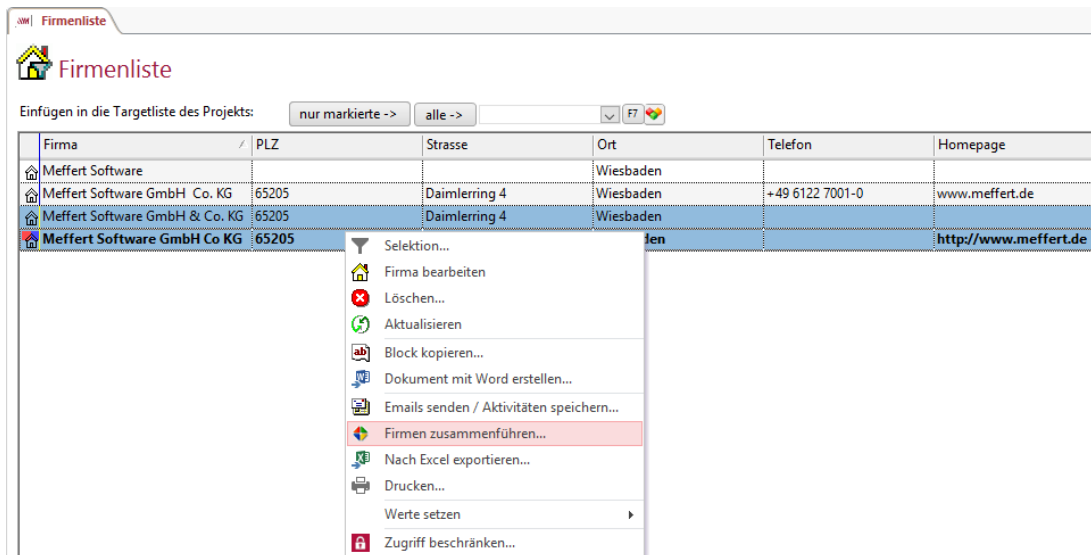 Firmenliste
Firmenliste
Einfügen in die Targetliste des Projekts: nur markierte -> alle -> F7
Firma PLZ Strasse Ort Telefon Homepage
Meffert Software Wiesbaden
Meffert Software GmbH Co. KG 65205 Daimlerring 4 Wiesbaden +49 6122 7001-0 www.meffert.de
Meffert Software GmbH & Co. KG 65205 Daimlerring 4 Wiesbaden
Meffert Software GmbH Co KG 65205 den http://www.meffert.de
Selektion...
Firma bearbeiten
Löschen...
Aktualisieren
Block kopieren...
Dokument mit Word erstellen...
Emails senden / Aktivitäten speichern...
Firmen zusammenführen...
Nach Excel exportieren...
Drucken...
Werte setzen
Zugriff beschränken...